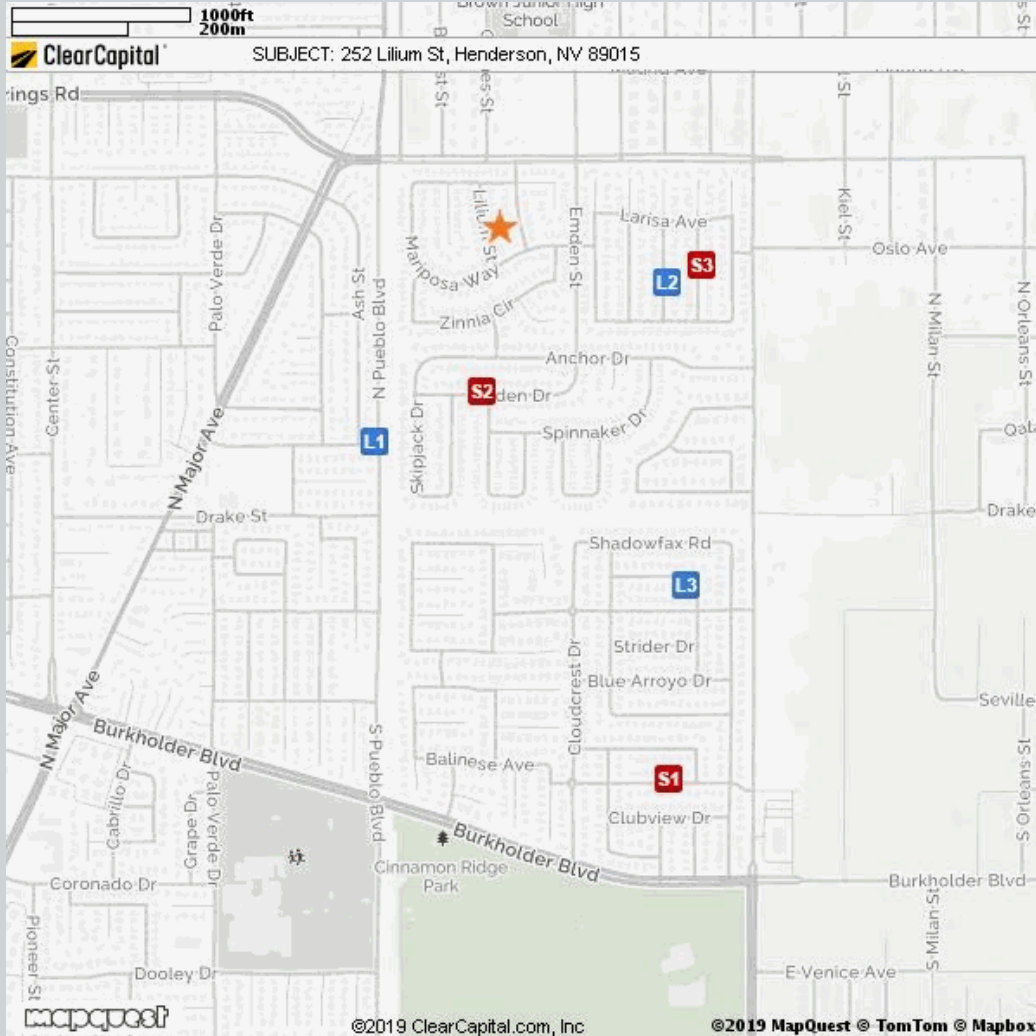 1000ft
200m
School
ClearCapital
SUBJECT: 252 Lilium St, Henderson, NV 89015
rings Rd
Lilium St
Larisa Ave
Kiel St
Oslo Ave
S3
L2
Emden St
Mariposa Way
Palo Verde Dr
Ash St
N Pueblo Blvd
Zinnia Cir
N Milan St
N Orleans St
Constitution Ave
Center St
Anchor Dr
S2
den Dr
Skipjack Dr
Spinnaker Dr
L1
N Major Ave
Drake St
Drake
Shadowfax Rd
L3
Strider Dr
Cloudcrest Dr
Blue Arroyo Dr
Seville
N Major Ave
Burkholder Blvd
S Pueblo Blvd
Balinese Ave
S1
S Orleans St
Cabrillo Dr
Grape Dr
Palo Verde Dr
Clubview Dr
Burkholder Blvd
Cinnamon Ridge
Park
Coronado Dr
Burkholder Blvd
Pioneer St
S Milan St
Dooley Dr
E Venice Ave
mapquest
©2019 ClearCapital.com, Inc
©2019 MapQuest © TomTom © Mapbox